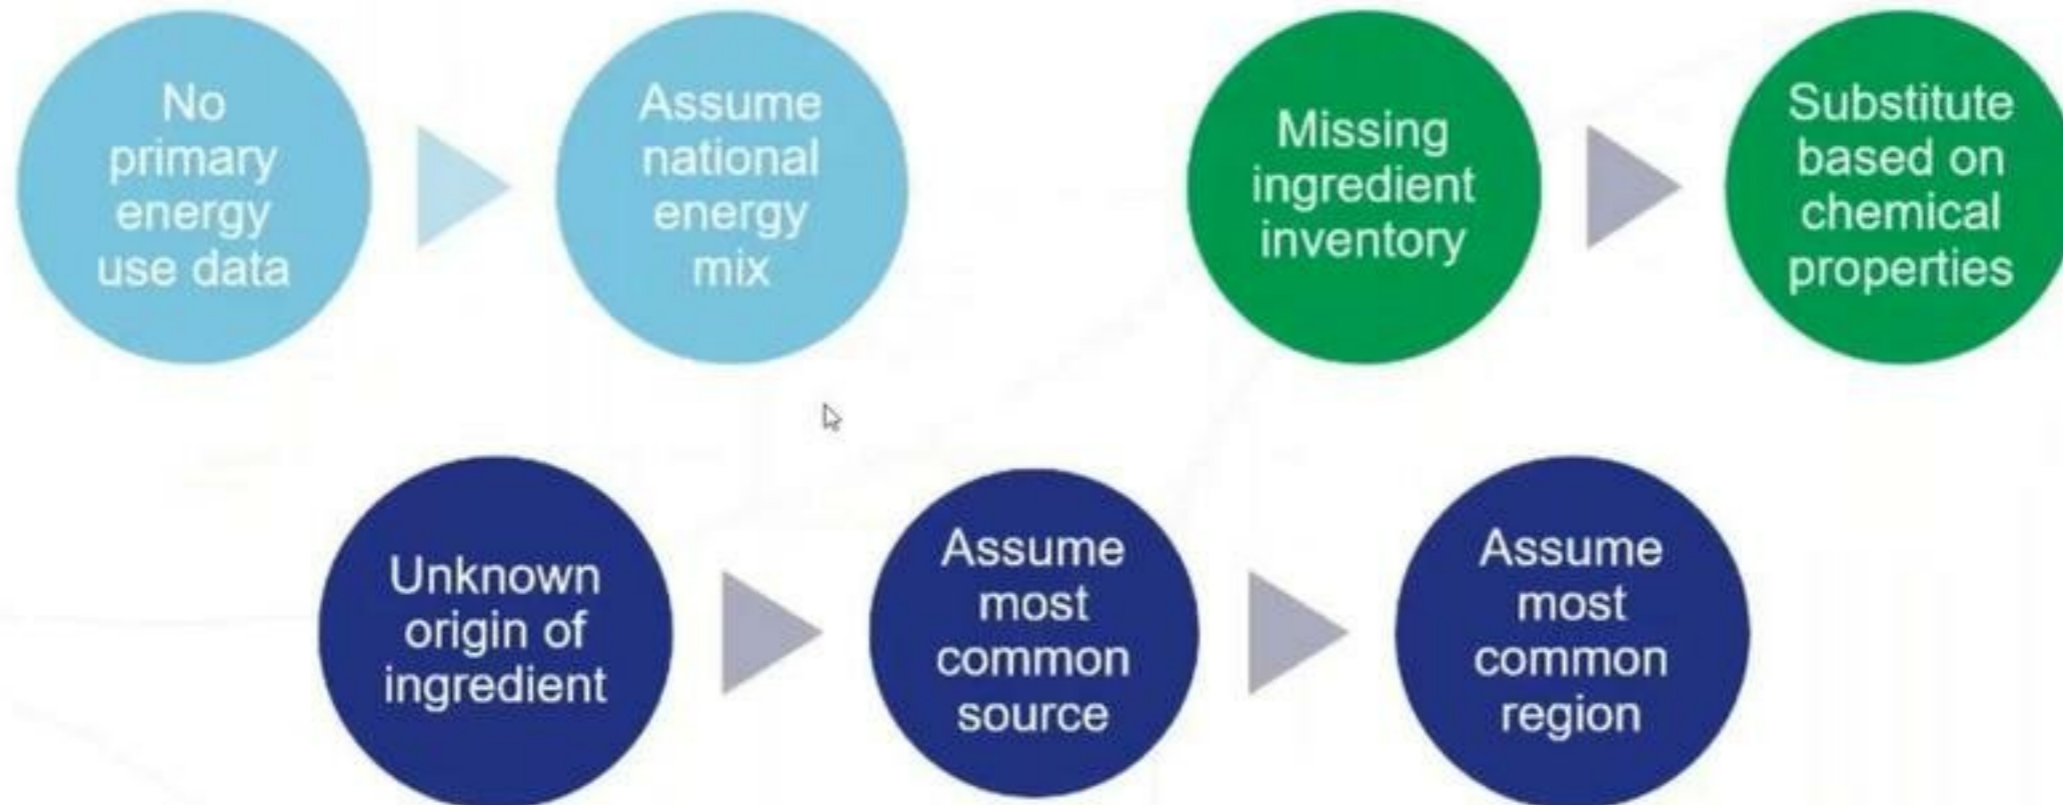 No
primary
energy
use data
Assume
national
energy
mix
Missing
ingredient
inventory
Substitute
based on
chemical
properties
Unknown
origin of
ingredient
Assume
most
common
source
Assume
most
common
region